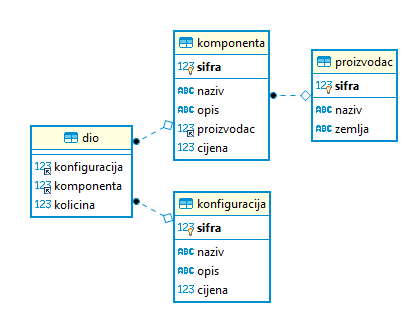 komponenta
123 sifra
ABC naziv
ABC opis
123 proizvodac
123 cijena
proizvodac
123 sifra
ABC naziv
ABC zemlja
dio
123 konfiguracija
123 komponenta
123 kolicina
konfiguracija
123 sifra
ABC naziv
ABC opis
123 cijena